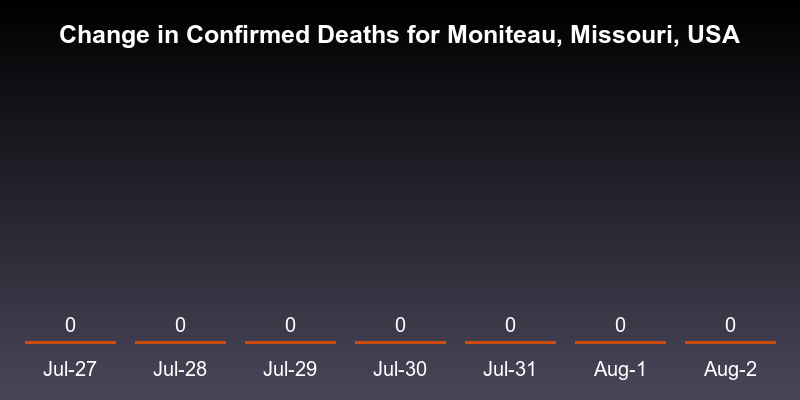 Change in Confirmed Deaths for Moniteau, Missouri, USA
0 0 0 0 0 0 0
Jul-27 Jul-28 Jul-29 Jul-30 Jul-31 Aug-1 Aug-2